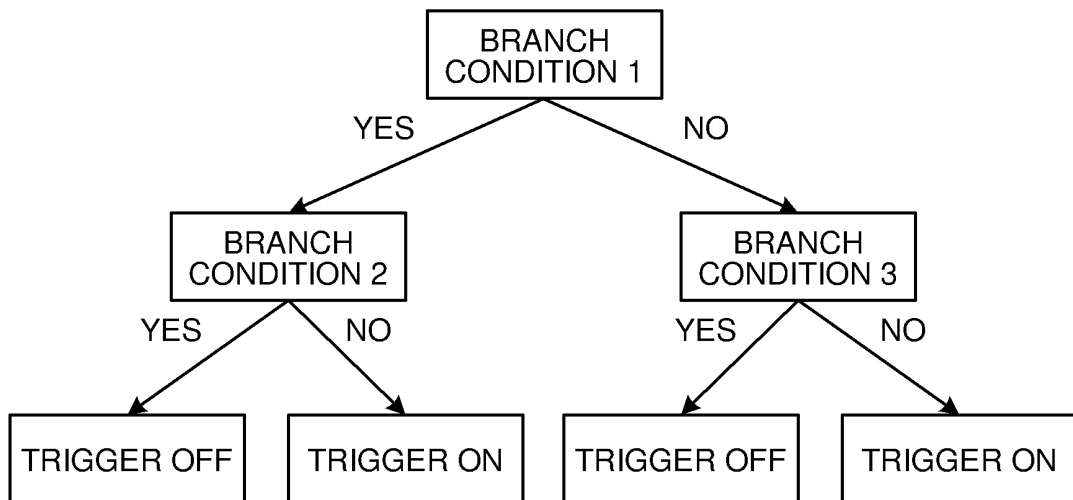 BRANCH
CONDITION 1
YES
NO
BRANCH
CONDITION 2
BRANCH
CONDITION 3
YES
NO
YES
NO
TRIGGER OFF
TRIGGER ON
TRIGGER OFF
TRIGGER ON